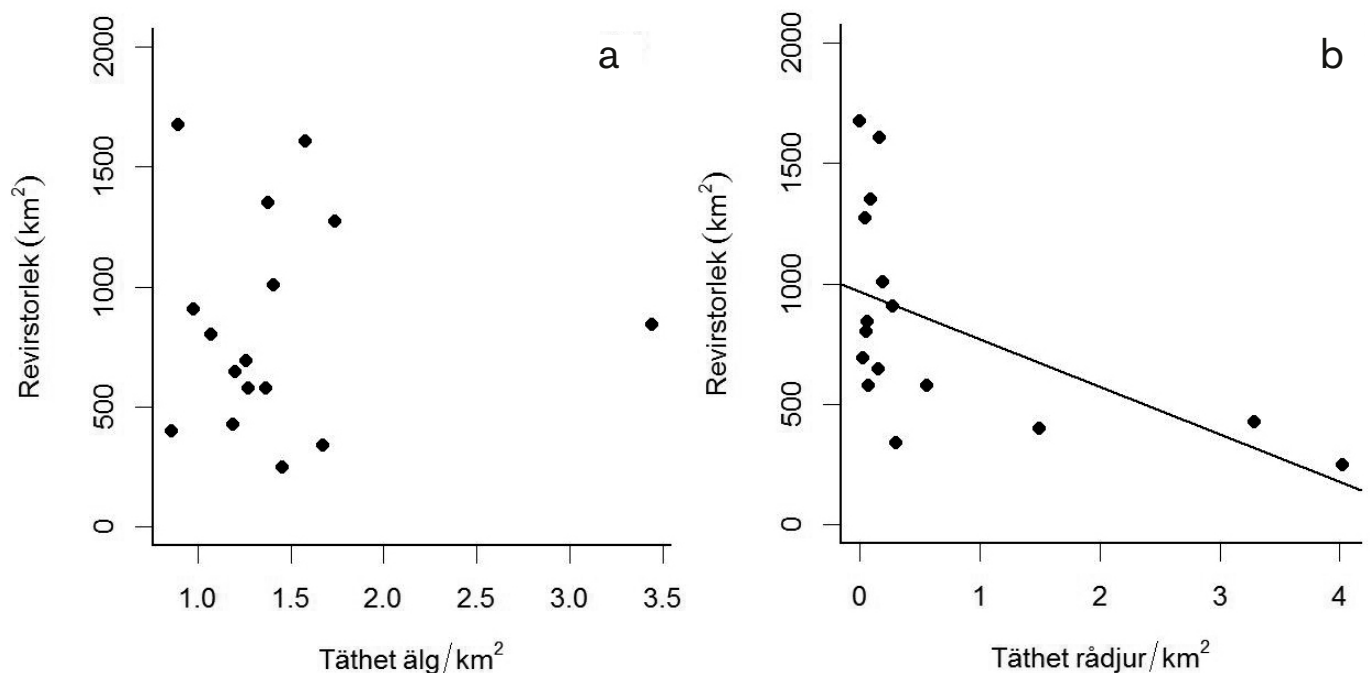 a
Revirstorlek (km²)
2000
1500
1000
500
0
1.0 1.5 2.0 2.5 3.0 3.5
Täthet älg/km²
b
Revirstorlek (km²)
2000
1500
1000
500
0
0 1 2 3 4
Täthet rådjur/km²